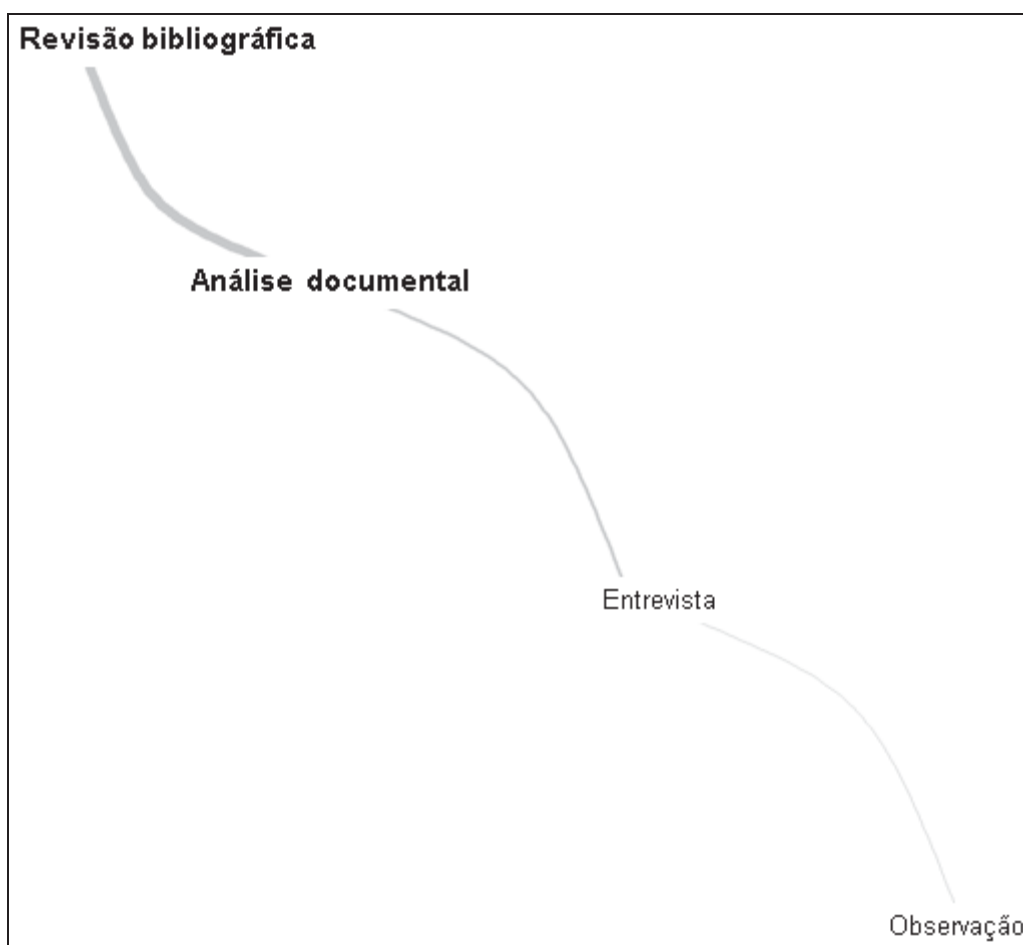 Revisão bibliográfica
Análise documental
Entrevista
Observação